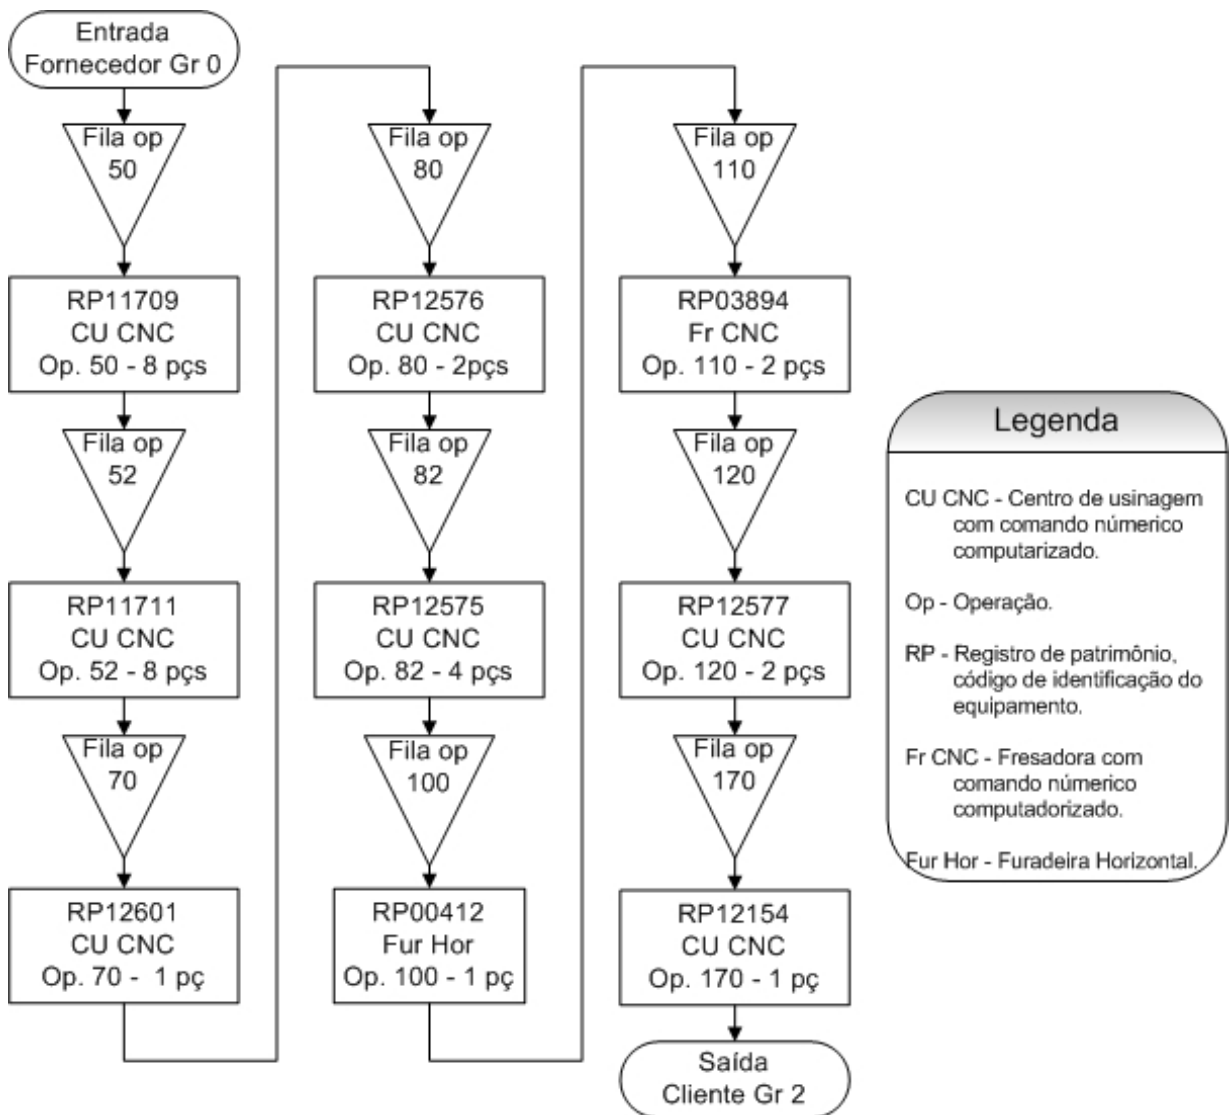 Entrada
Fornecedor Gr 0
Fila op
50
RP11709
CU CNC
Op. 50 - 8 pçs
Fila op
52
RP11711
CU CNC
Op. 52 - 8 pçs
Fila op
70
RP12601
CU CNC
Op. 70 - 1 pç
Fila op
80
RP12576
CU CNC
Op. 80 - 2pçs
Fila op
82
RP12575
CU CNC
Op. 82 - 4 pçs
Fila op
100
RP00412
Fur Hor
Op. 100 - 1 pç
Fila op
110
RP03894
Fr CNC
Op. 110 - 2 pçs
Fila op
120
RP12577
CU CNC
Op. 120 - 2 pçs
Fila op
170
RP12154
CU CNC
Op. 170 - 1 pç
Saída
Cliente Gr 2
Legenda
CU CNC - Centro de usinagem
com comando númerico
computarizado.
Op - Operação.
RP - Registro de patrimônio,
código de identificação do
equipamento.
Fr CNC - Fresadora com
comando númerico
computadorizado.
Fur Hor - Furadeira Horizontal.